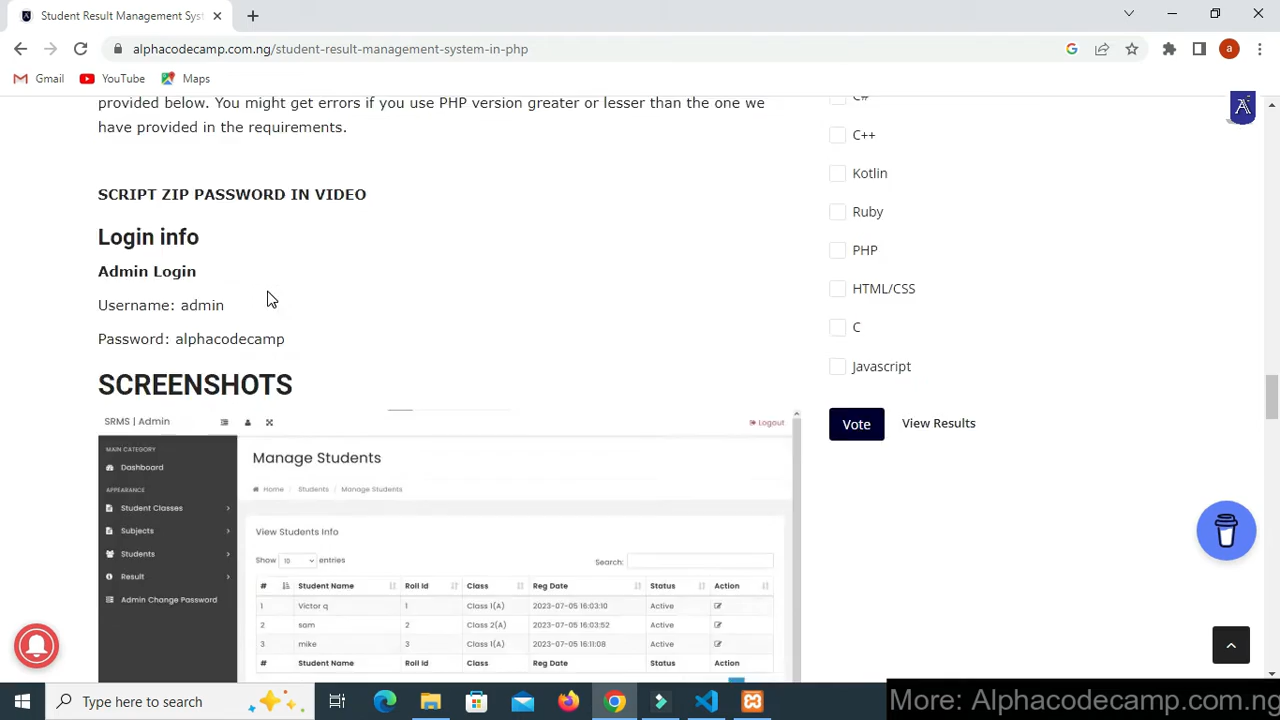 Student Result Management Sys
alphacodecamp.com.ng/student-result-management-system-in-php
a
Gmail
YouTube
Maps
provided below. You might get errors if you use PHP version greater or lesser than the one we
have provided in the requirements.
SCRIPT ZIP PASSWORD IN VIDEO
Login info
Admin Login
Username: admin
Password: alphacodecamp
SCREENSHOTS
SRMS | Admin
Logout
MAIN CATEGORY
Dashboard
APPEARANCE
Student Classes
Subjects
Students
Result
Admin Change Password
Manage Students
Home
Students
Manage Students
View Students Info
Show 10 entries
Search:
# Student Name Roll Id Class Reg Date Status Action
1 Victor q 1 Class 1(A) 2023-07-05 16:03:10 Active
2 sam 2 Class 2(A) 2023-07-05 16:03:52 Active
3 mike 3 Class 1(A) 2023-07-05 16:11:08 Active
# Student Name Roll Id Class Reg Date Status Action
C#
C++
Kotlin
Ruby
PHP
HTML/CSS
C
Javascript
Vote
View Results
Type here to search
More: Alphacodecamp.com.ng